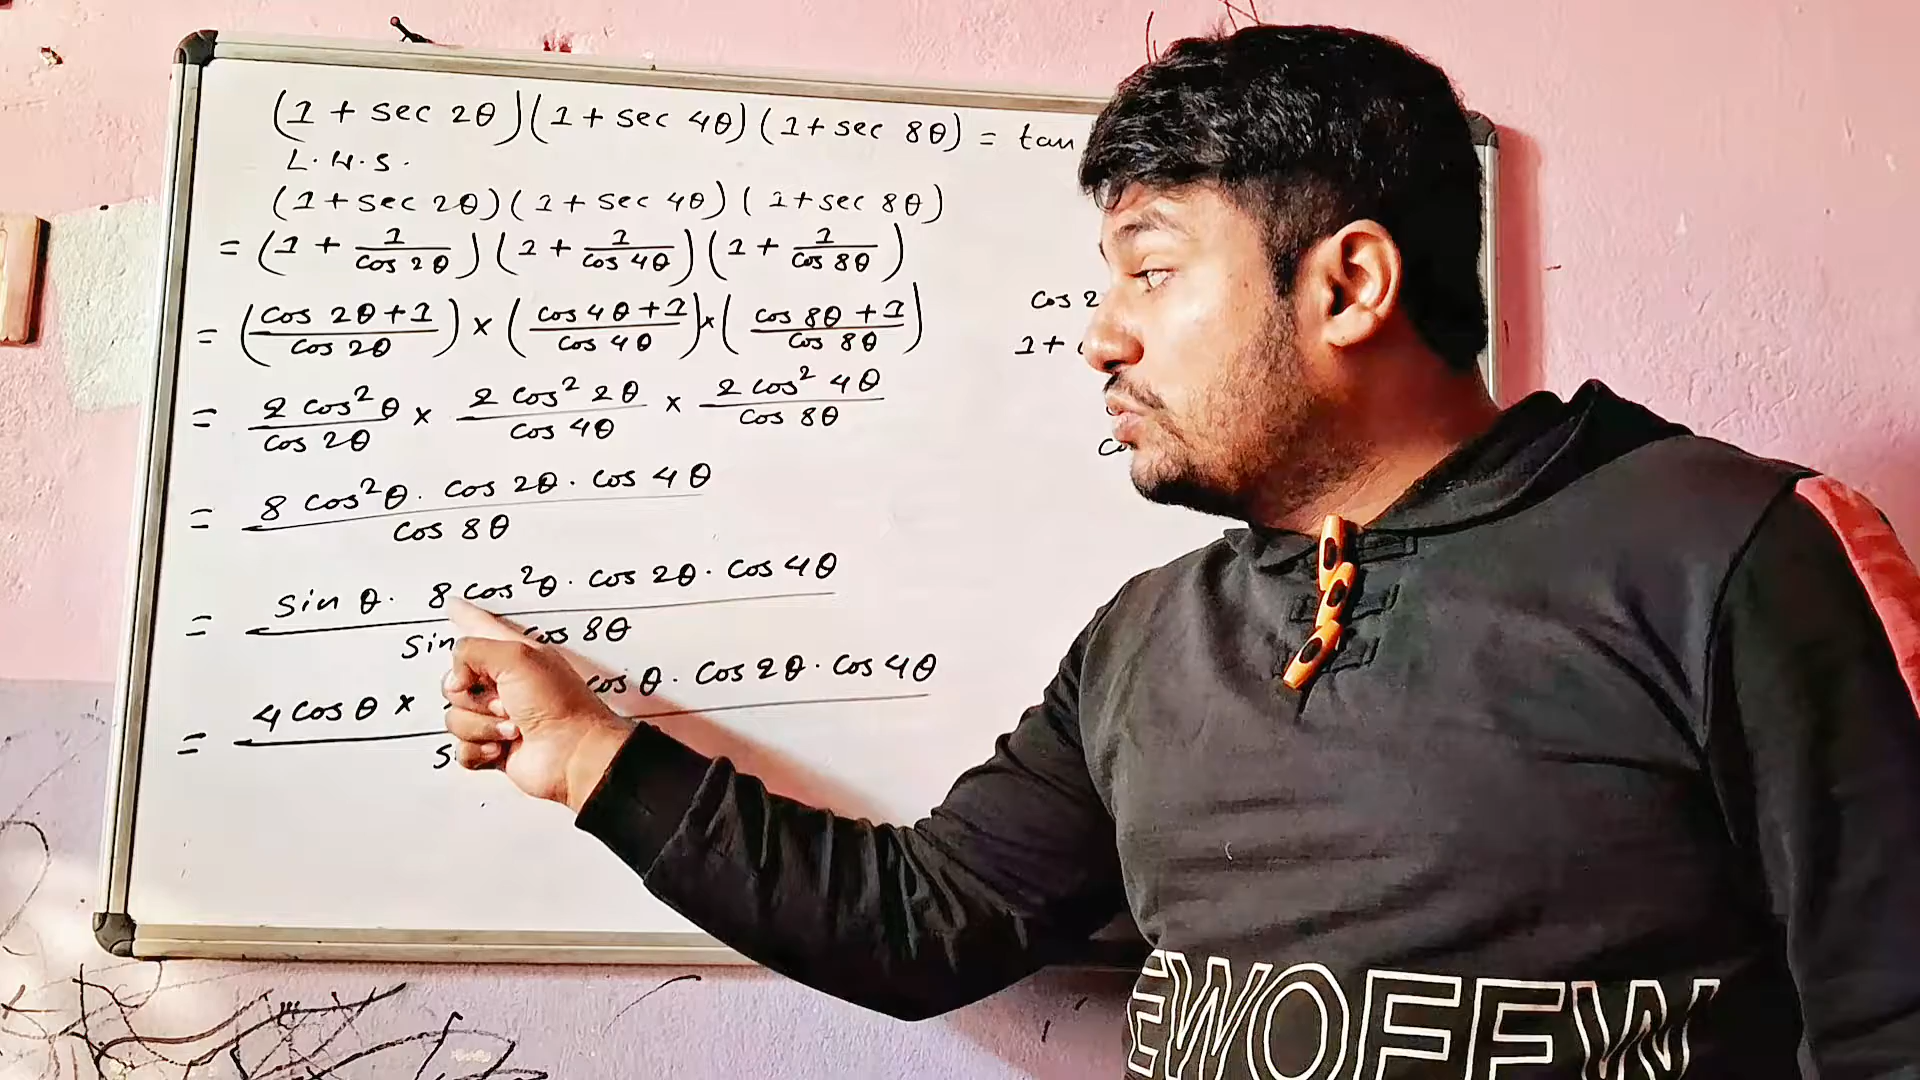 (1 + sec 2θ)(1 + sec 4θ)(1 + sec 8θ) = tan
L.H.S.
(1 + sec 2θ)(1 + sec 4θ)(1 + sec 8θ)
= (1 + 1/cos 2θ)(1 + 1/cos 4θ)(1 + 1/cos 8θ)
cos 2
= (cos 2θ+1/cos 2θ) × (cos 4θ+1/cos 4θ) × (cos 8θ+1/cos 8θ)
1+
= 2 cos²θ/cos 2θ × 2 cos² 2θ/cos 4θ × 2 cos² 4θ/cos 8θ
= 8 cos²θ . cos 2θ . cos 4θ/cos 8θ
= sin θ . 8 cos²θ . cos 2θ . cos 4θ/sin cos 8θ
= 4 cos θ × cos θ . cos 2θ . cos 4θ
EWOFFW